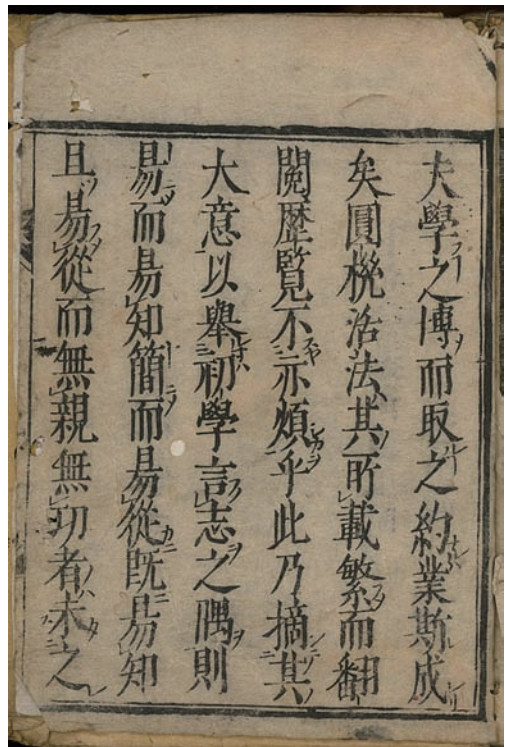 夫學之博而取之約業斯成
矣圓機活法其所載繁而翻
閲歷覽不亦煩乎此乃摘其
大意以舉初學言志之隅則
易而易知簡而易從既易知
且易從而無親無功者未之